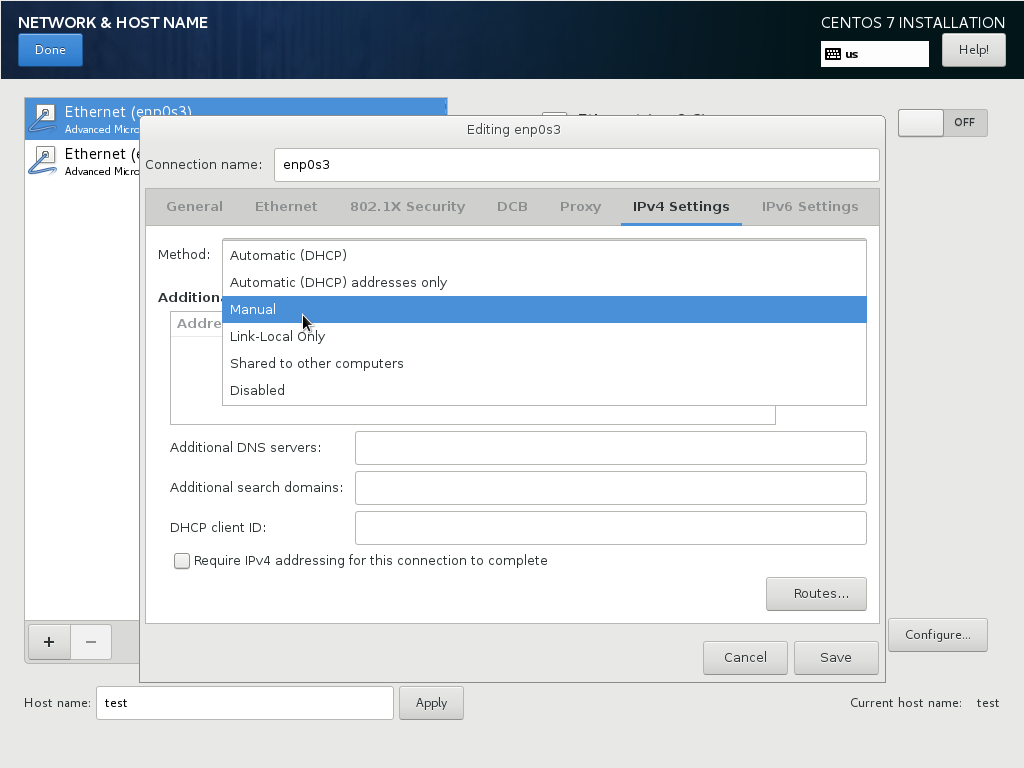 NETWORK & HOST NAME
CENTOS 7 INSTALLATION
Done
us
Help!
Ethernet (enp0s3)
Advanced Micro
OFF
Editing enp0s3
Ethernet (e
Advanced Micro
Connection name: enp0s3
General Ethernet 802.1X Security DCB Proxy IPv4 Settings IPv6 Settings
Method:
Automatic (DHCP)
Automatic (DHCP) addresses only
Additiona
Manual
Addre
Link-Local Only
Shared to other computers
Disabled
Additional DNS servers:
Additional search domains:
DHCP client ID:
Require IPv4 addressing for this connection to complete
Routes...
+ −
Configure...
Cancel Save
Host name: test Apply
Current host name: test